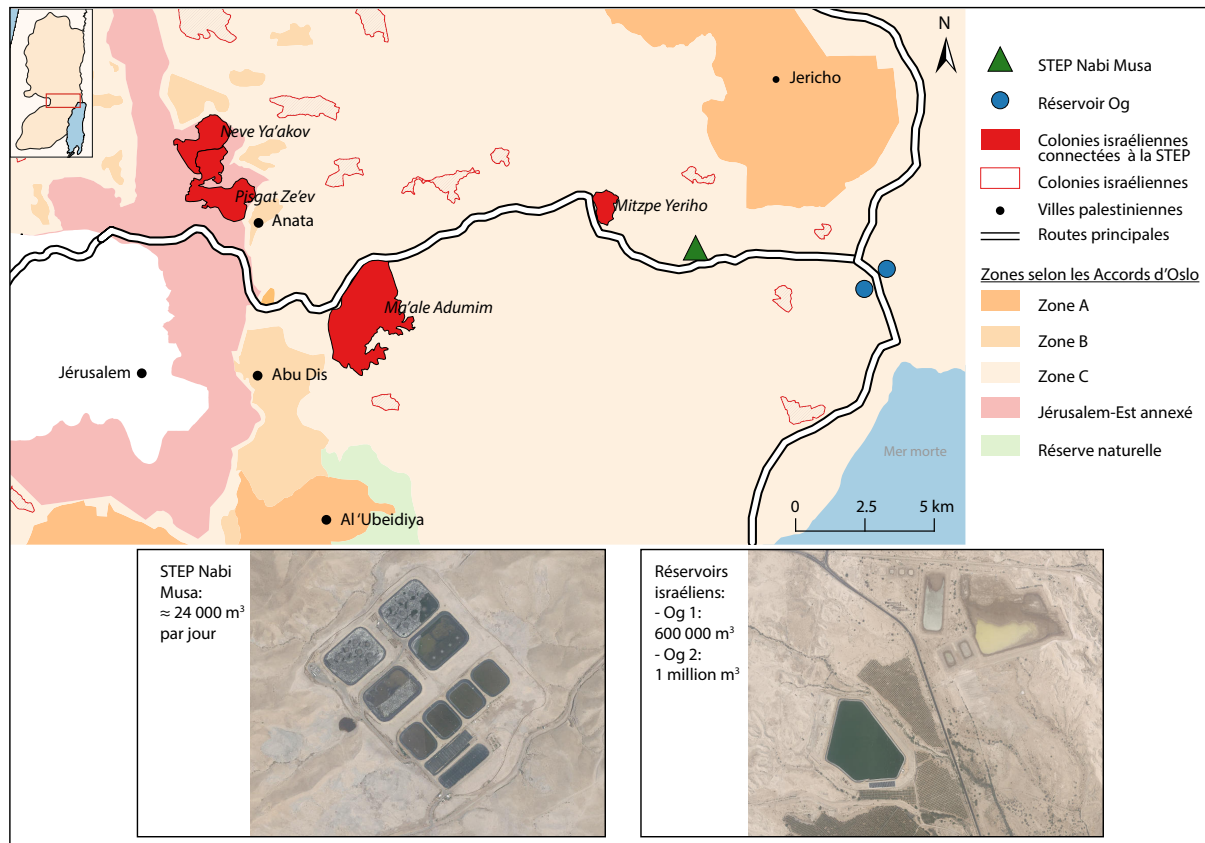 Neve Ya'akov
Pisgat Ze'ev
Anata
Jericho
Mitzpe Yeriho
Ma'ale Adumim
Jérusalem
Abu Dis
Al 'Ubeidiya
Mer morte
0 2.5 5 km
N
STEP Nabi Musa
Réservoir Og
Colonies israéliennes
connectées à la STEP
Colonies israéliennes
Villes palestiniennes
Routes principales
Zones selon les Accords d'Oslo
Zone A
Zone B
Zone C
Jérusalem-Est annexé
Réserve naturelle
STEP Nabi
Musa:
≈ 24 000 m³
par jour
Réservoirs
israéliens:
- Og 1:
600 000 m³
- Og 2:
1 million m³